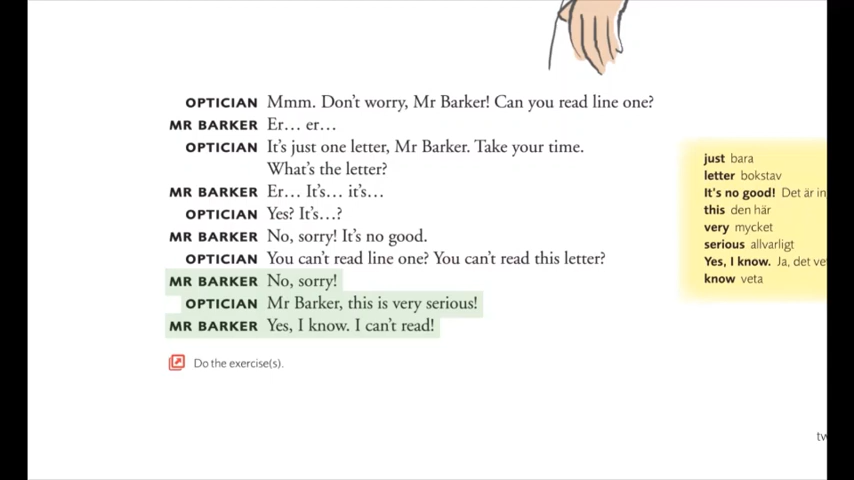 OPTICIAN Mmm. Don't worry, Mr Barker! Can you read line one?
MR BARKER Er… er…
OPTICIAN It's just one letter, Mr Barker. Take your time.
What's the letter?
MR BARKER Er… It's… it's…
OPTICIAN Yes? It's…?
MR BARKER No, sorry! It's no good.
OPTICIAN You can't read line one? You can't read this letter?
MR BARKER No, sorry!
OPTICIAN Mr Barker, this is very serious!
MR BARKER Yes, I know. I can't read!
Do the exercise(s).
just bara
letter bokstav
It's no good! Det är
this den här
very mycket
serious allvarligt
Yes, I know. Ja, det
know veta